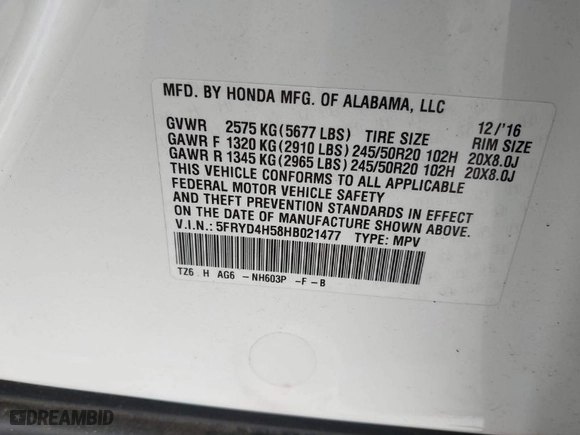 MFD. BY HONDA MFG. OF ALABAMA, LLC
GVWR 2575 KG (5677 LBS) TIRE SIZE 12/'16 RIM SIZE
GAWR F 1320 KG (2910 LBS) 245/50R20 102H 20X8.0J
GAWR R 1345 KG (2965 LBS) 245/50R20 102H 20X8.0J
THIS VEHICLE CONFORMS TO ALL APPLICABLE
FEDERAL MOTOR VEHICLE SAFETY
AND THEFT PREVENTION STANDARDS IN EFFECT
ON THE DATE OF MANUFACTURE SHOWN ABOVE.
V.I.N.: 5FRYD4H58HB021477 TYPE: MPV
TZ6 H AG6 -NH603P -F-B
DREAMBID